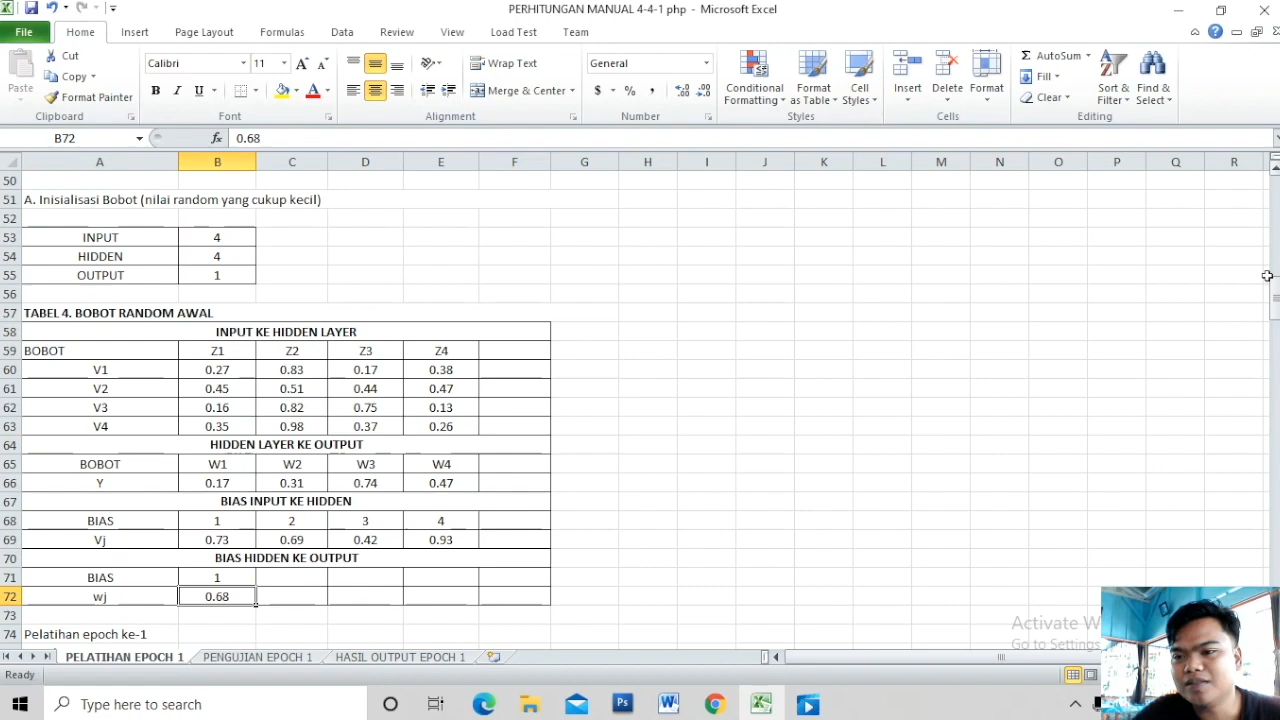 PERHITUNGAN MANUAL 4-4-1 php - Microsoft Excel
File Home Insert Page Layout Formulas Data Review View Load Test Team
Cut
Copy
Format Painter
Paste
Calibri 11
Wrap Text
Merge & Center
General
Conditional Formatting
Format as Table
Cell Styles
Insert Delete Format
AutoSum
Fill
Clear
Sort & Filter
Find & Select
Clipboard Font Alignment Number Styles Cells Editing
B72 fx 0.68
A B C D E F G H I J K L M N O P Q R
50
51 A. Inisialisasi Bobot (nilai random yang cukup kecil)
52
53 INPUT 4
54 HIDDEN 4
55 OUTPUT 1
56
57 TABEL 4. BOBOT RANDOM AWAL
58 INPUT KE HIDDEN LAYER
59 BOBOT Z1 Z2 Z3 Z4
60 V1 0.27 0.83 0.17 0.38
61 V2 0.45 0.51 0.44 0.47
62 V3 0.16 0.82 0.75 0.13
63 V4 0.35 0.98 0.37 0.26
64 HIDDEN LAYER KE OUTPUT
65 BOBOT W1 W2 W3 W4
66 Y 0.17 0.31 0.74 0.47
67 BIAS INPUT KE HIDDEN
68 BIAS 1 2 3 4
69 Vj 0.73 0.69 0.42 0.93
70 BIAS HIDDEN KE OUTPUT
71 BIAS 1
72 wj 0.68
73
74 Pelatihan epoch ke-1
Activate W
Go to Settings
PELATIHAN EPOCH 1 PENGUJIAN EPOCH 1 HASIL OUTPUT EPOCH 1
Ready
Type here to search